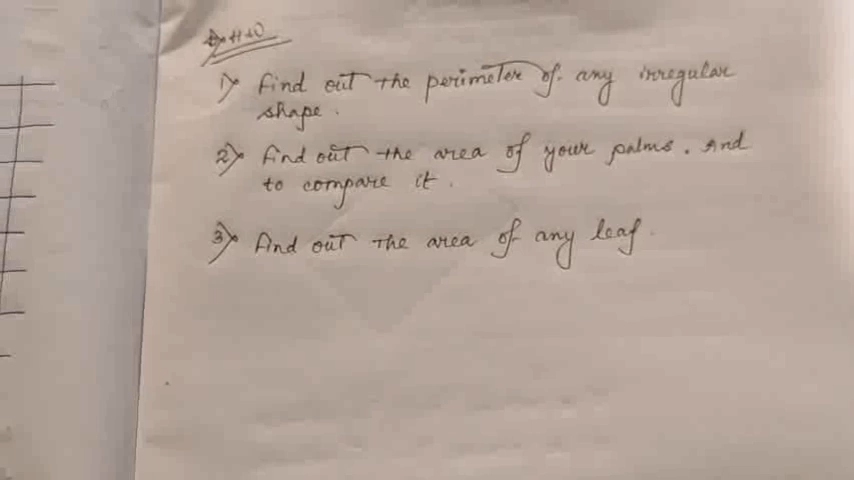 1) Find out the perimeter of any irregular
shape.
2) Find out the area of your palms. And
to compare it.
3) Find out the area of any leaf.